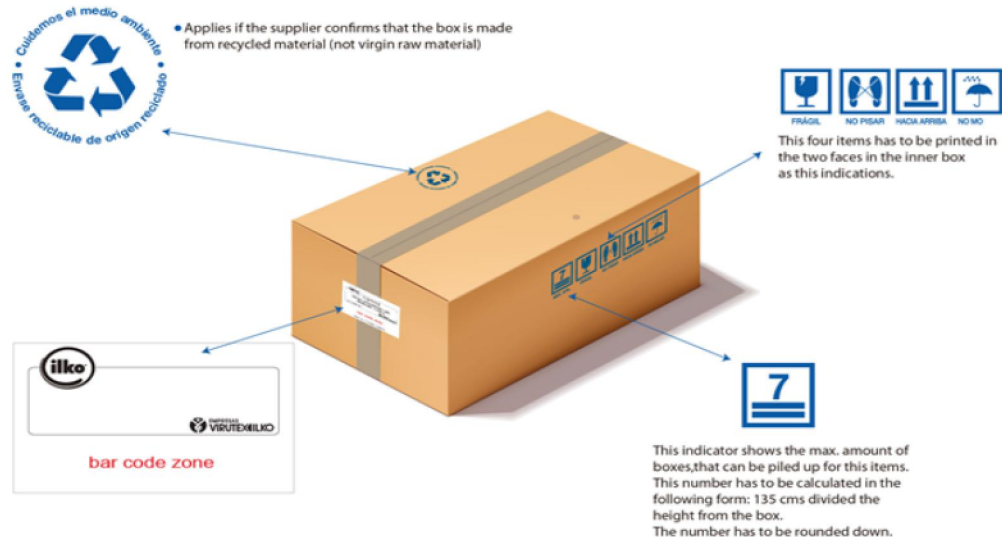 Cuidemos el medio ambiente
Envase reciclable de origen reciclado
Applies if the supplier confirms that the box is made
from recycled material (not virgin raw material)
FRÁGIL
NO PISAR
HACIA ARRIBA
NO MO
This four items has to be printed in
the two faces in the inner box
as this indications.
7
ilko
EMPRESAS
VIRUTEX ILKO
bar code zone
7
This indicator shows the max. amount of
boxes,that can be piled up for this items.
This number has to be calculated in the
following form: 135 cms divided the
height from the box.
The number has to be rounded down.